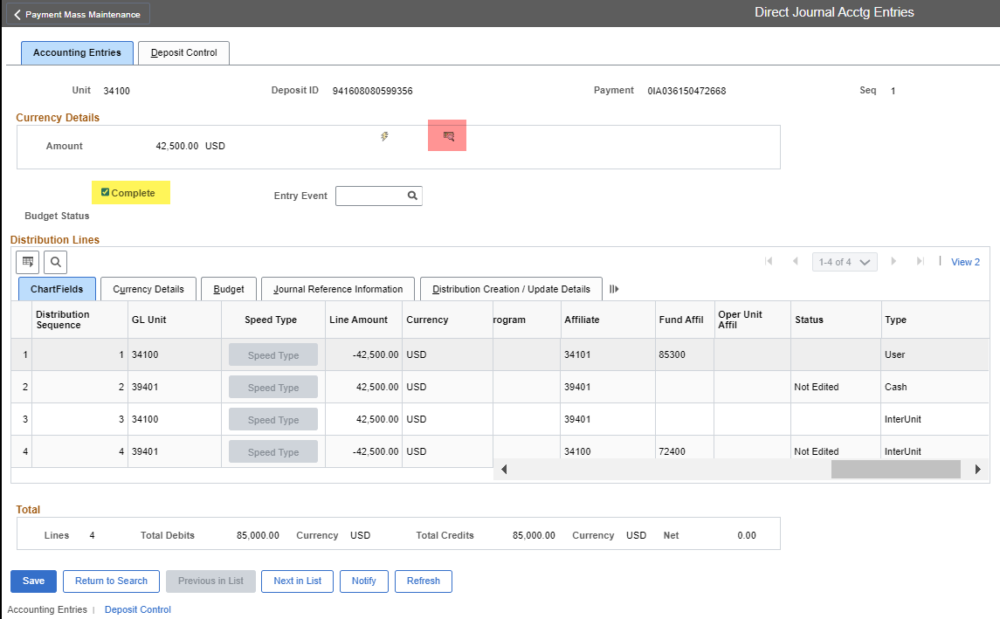 Payment Mass Maintenance
Direct Journal Acctg Entries
Accounting Entries Deposit Control
Unit 34100 Deposit ID 941608080599356 Payment 0IA036150472668 Seq 1
Currency Details
Amount 42,500.00 USD
Complete Entry Event
Budget Status
Distribution Lines
1-4 of 4 | View 2
ChartFields Currency Details Budget Journal Reference Information Distribution Creation / Update Details
Distribution Sequence GL Unit Speed Type Line Amount Currency rogram Affiliate Fund Affil Oper Unit Affil Status Type
1 1 34100 Speed Type -42,500.00 USD 34101 85300 User
2 2 39401 Speed Type 42,500.00 USD 39401 Not Edited Cash
3 3 34100 Speed Type 42,500.00 USD 39401 InterUnit
4 4 39401 Speed Type -42,500.00 USD 34100 72400 Not Edited InterUnit
Total
Lines 4 Total Debits 85,000.00 Currency USD Total Credits 85,000.00 Currency USD Net 0.00
Save Return to Search Previous in List Next in List Notify Refresh
Accounting Entries | Deposit Control